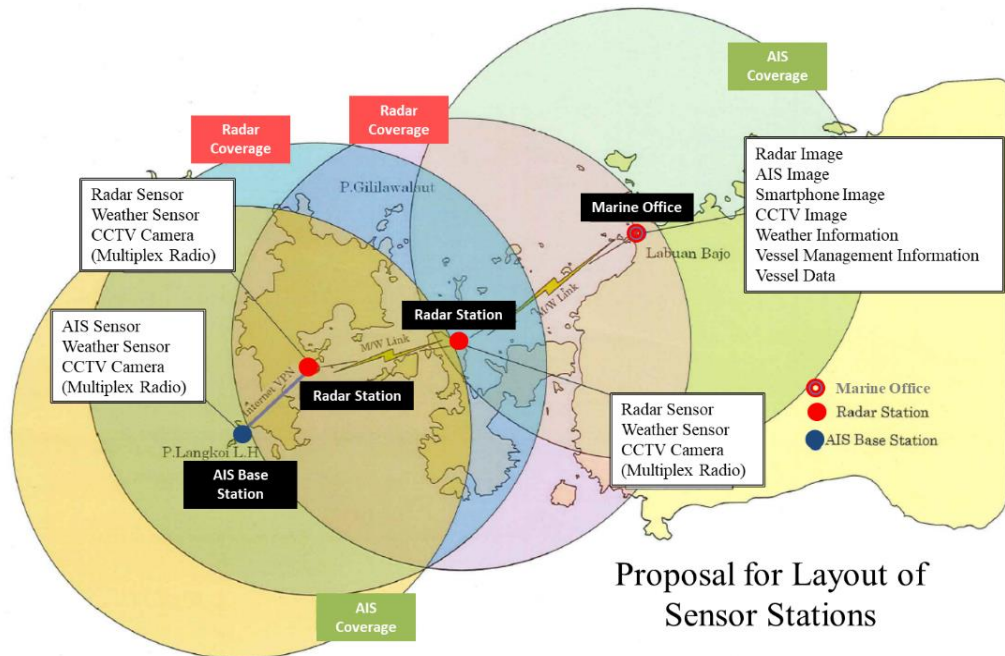 AIS
Coverage
Radar
Coverage
Radar
Coverage
Radar Image
AIS Image
Smartphone Image
CCTV Image
Weather Information
Vessel Management Information
Vessel Data
P.Gililawalaut
Radar Sensor
Weather Sensor
CCTV Camera
(Multiplex Radio)
Marine Office
Labuan Bajo
M/W Link
Radar Station
AIS Sensor
Weather Sensor
CCTV Camera
(Multiplex Radio)
M/W Link
Radar Station
Internet VPN
Marine Office
Radar Station
AIS Base Station
Radar Sensor
Weather Sensor
CCTV Camera
(Multiplex Radio)
P.Langkoi L.H
AIS Base
Station
AIS
Coverage
Proposal for Layout of
Sensor Stations